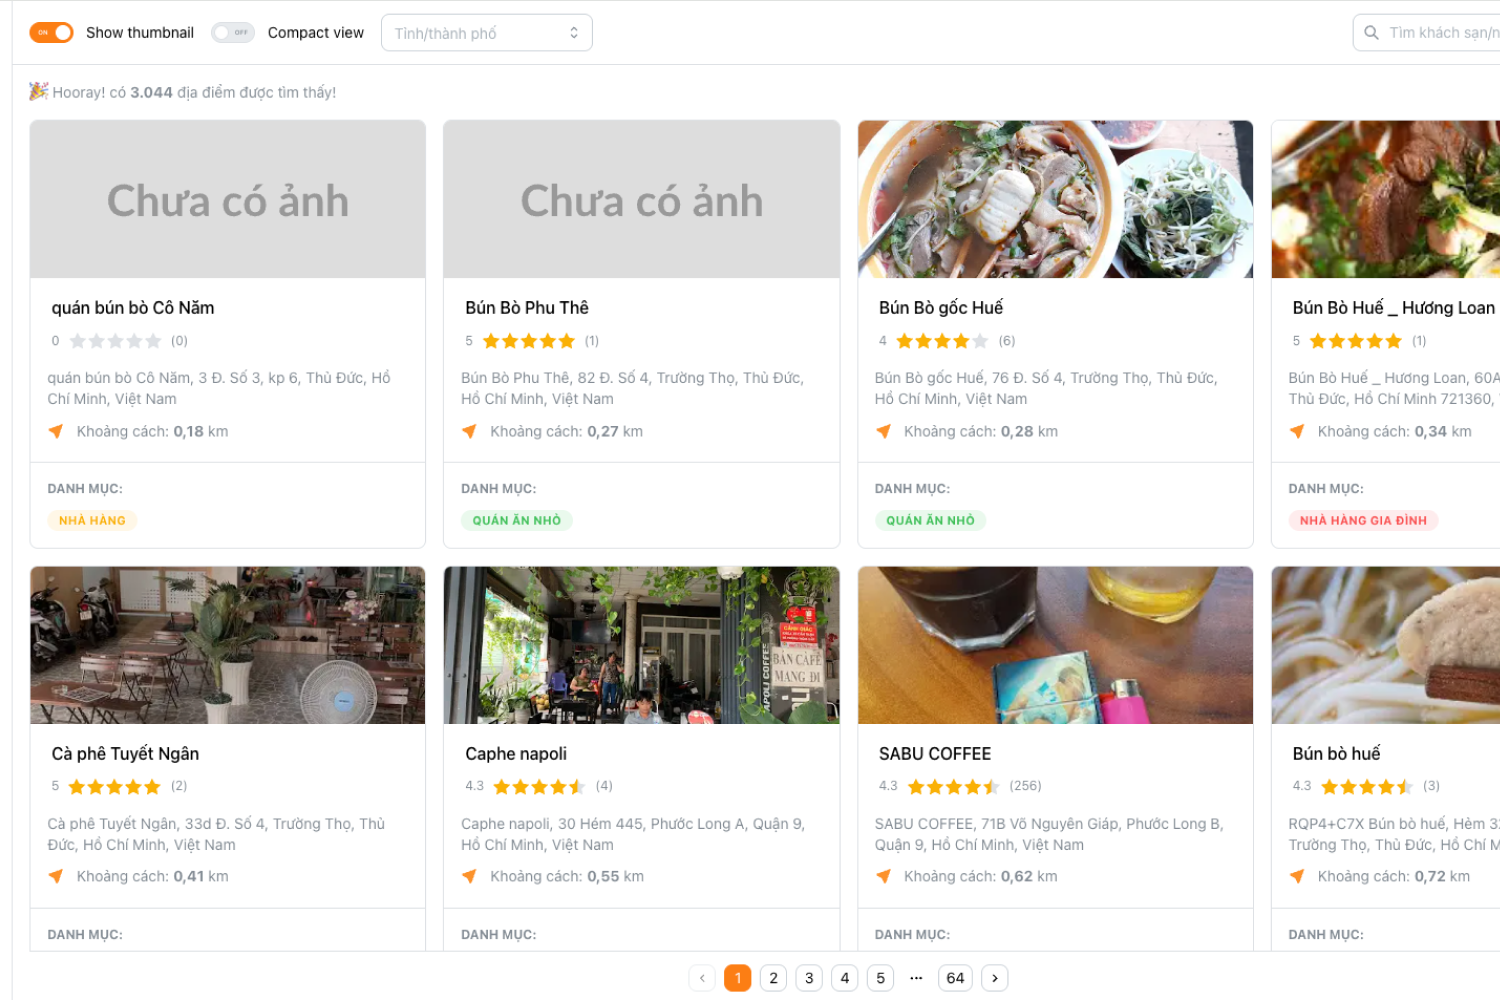 ON Show thumbnail OFF Compact view Tỉnh/thành phố Tìm khách sạn/n
Hooray! có 3.044 địa điểm được tìm thấy!
Chưa có ảnh
quán bún bò Cô Năm
0 (0)
quán bún bò Cô Năm, 3 Đ. Số 3, kp 6, Thủ Đức, Hồ
Chí Minh, Việt Nam
Khoảng cách: 0,18 km
DANH MỤC:
NHÀ HÀNG
Chưa có ảnh
Bún Bò Phu Thê
5 (1)
Bún Bò Phu Thê, 82 Đ. Số 4, Trường Thọ, Thủ Đức,
Hồ Chí Minh, Việt Nam
Khoảng cách: 0,27 km
DANH MỤC:
QUÁN ĂN NHỎ
Bún Bò gốc Huế
4 (6)
Bún Bò gốc Huế, 76 Đ. Số 4, Trường Thọ, Thủ Đức,
Hồ Chí Minh, Việt Nam
Khoảng cách: 0,28 km
DANH MỤC:
QUÁN ĂN NHỎ
Bún Bò Huế _ Hương Loan
5 (1)
Bún Bò Huế _ Hương Loan, 60A
Thủ Đức, Hồ Chí Minh 721360,
Khoảng cách: 0,34 km
DANH MỤC:
NHÀ HÀNG GIA ĐÌNH
Cà phê Tuyết Ngân
5 (2)
Cà phê Tuyết Ngân, 33d Đ. Số 4, Trường Thọ, Thủ
Đức, Hồ Chí Minh, Việt Nam
Khoảng cách: 0,41 km
DANH MỤC:
BÁN CAFÊ
MANG ĐI
Caphe napoli
4.3 (4)
Caphe napoli, 30 Hém 445, Phước Long A, Quận 9,
Hồ Chí Minh, Việt Nam
Khoảng cách: 0,55 km
DANH MỤC:
SABU COFFEE
4.3 (256)
SABU COFFEE, 71B Võ Nguyên Giáp, Phước Long B,
Quận 9, Hồ Chí Minh, Việt Nam
Khoảng cách: 0,62 km
DANH MỤC:
Bún bò huế
4.3 (3)
RQP4+C7X Bún bò huế, Hẻm 3
Trường Thọ, Thủ Đức, Hồ Chí M
Khoảng cách: 0,72 km
DANH MỤC:
‹ 1 2 3 4 5 ··· 64 ›